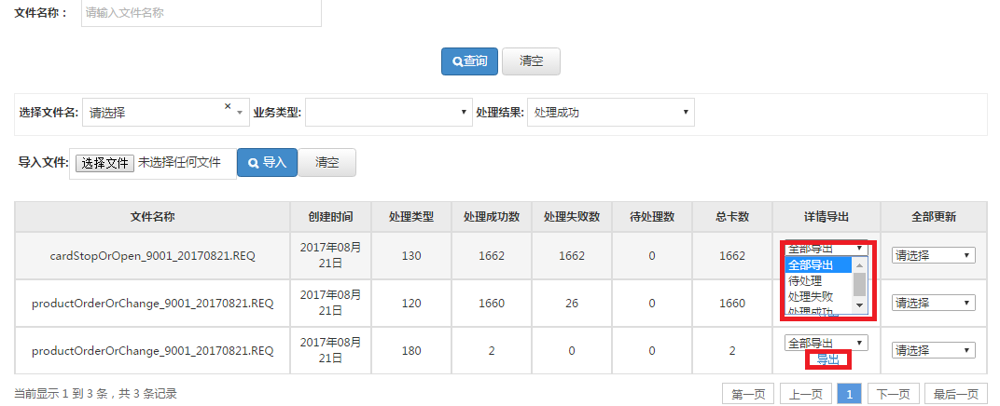 文件名称： 请输入文件名称
查询 清空
选择文件名: 请选择 × 业务类型: 处理结果: 处理成功
导入文件: 选择文件 未选择任何文件 导入 清空
文件名称 创建时间 处理类型 处理成功数 处理失败数 待处理数 总卡数 详情导出 全部更新
cardStopOrOpen_9001_20170821.REQ 2017年08月21日 130 1662 1662 0 1662 全部导出 请选择
全部导出
待处理
处理失败
处理成功
productOrderOrChange_9001_20170821.REQ 2017年08月21日 120 1660 26 0 1660 请选择
productOrderOrChange_9001_20170821.REQ 2017年08月21日 180 2 0 0 2 全部导出 请选择
导出
当前显示 1 到 3 条，共 3 条记录 第一页 上一页 1 下一页 最后一页